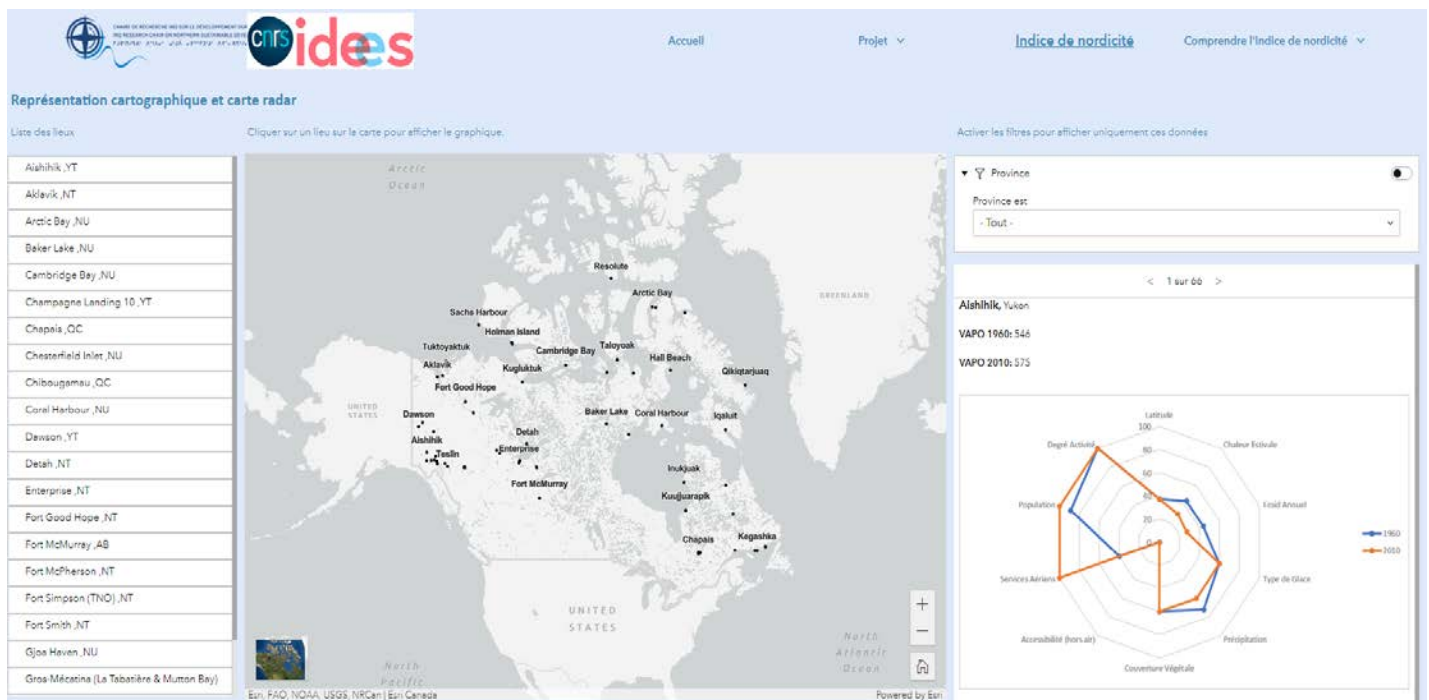 cnrs idees
Accueil
Projet
Indice de nordicité
Comprendre l'Indice de nordicité
Représentation cartographique et carte radar
Liste des lieux
Cliquer sur un lieu sur la carte pour afficher le graphique.
Activer les filtres pour afficher uniquement ces données
Aishihik ,YT
Aklavik ,NT
Arctic Bay ,NU
Baker Lake ,NU
Cambridge Bay ,NU
Champagne Landing 10 ,YT
Chapais ,QC
Chesterfield Inlet ,NU
Chibougamau ,QC
Coral Harbour ,NU
Dawson ,YT
Detah ,NT
Enterprise ,NT
Fort Good Hope ,NT
Fort McMurray ,AB
Fort McPherson ,NT
Fort Simpson (TNO) ,NT
Fort Smith ,NT
Gjoa Haven ,NU
Gros-Mécatina (La Tabatière & Mutton Bay)
Arctic
Ocean
Resolute
Arctic Bay
GREENLAND
Sachs Harbour
Holman Island
Tuktoyaktuk
Cambridge Bay
Taloyoak
Hall Beach
Aklavik
Kugluktuk
Qikiqtarjuaq
Fort Good Hope
UNITED
STATES
Dawson
Baker Lake
Coral Harbour
Iqaluit
Detah
Aishihik
Enterprise
Teslin
Inukjuak
Fort McMurray
Kuujjuarapik
Chapais
Kegashka
UNITED
STATES
North
Pacific
North
Atlantic
Ocean
Esri, FAO, NOAA, USGS, NRCan | Esri Canada
Powered by Esri
Province
Province est
- Tout -
< 1 sur 66 >
Aishihik, Yukon
VAPO 1960: 546
VAPO 2010: 575
Latitude
Chaleur Estivale
Froid Annuel
Type de Glace
Précipitation
Couverture Végétale
Accessibilité (hors air)
Services Aériens
Population
Degré Activité
100
80
60
40
20
0
1960
2010